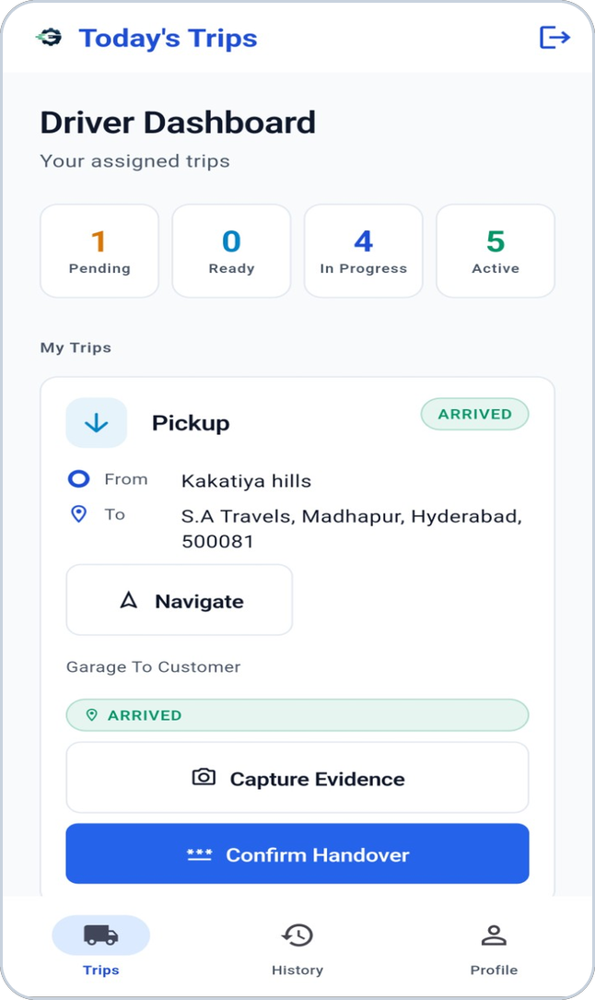 Today's Trips
Driver Dashboard
Your assigned trips
1
Pending
0
Ready
4
In Progress
5
Active
My Trips
Pickup
ARRIVED
From
Kakatiya hills
To
S.A Travels, Madhapur, Hyderabad,
500081
Navigate
Garage To Customer
ARRIVED
Capture Evidence
*** Confirm Handover
Trips
History
Profile